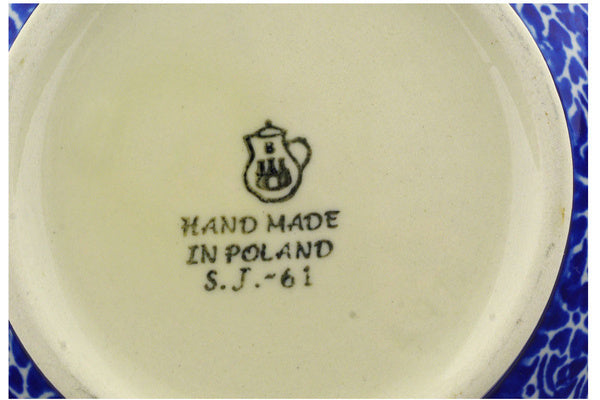 B
HAND MADE
IN POLAND
S.J.-61